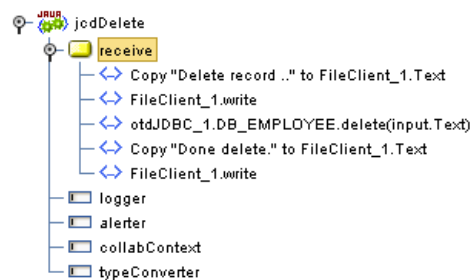 JAVA
jcdDelete
receive
Copy "Delete record .." to FileClient_1.Text
FileClient_1.write
otdJDBC_1.DB_EMPLOYEE.delete(input.Text)
Copy "Done delete." to FileClient_1.Text
FileClient_1.write
logger
alerter
collabContext
typeConverter